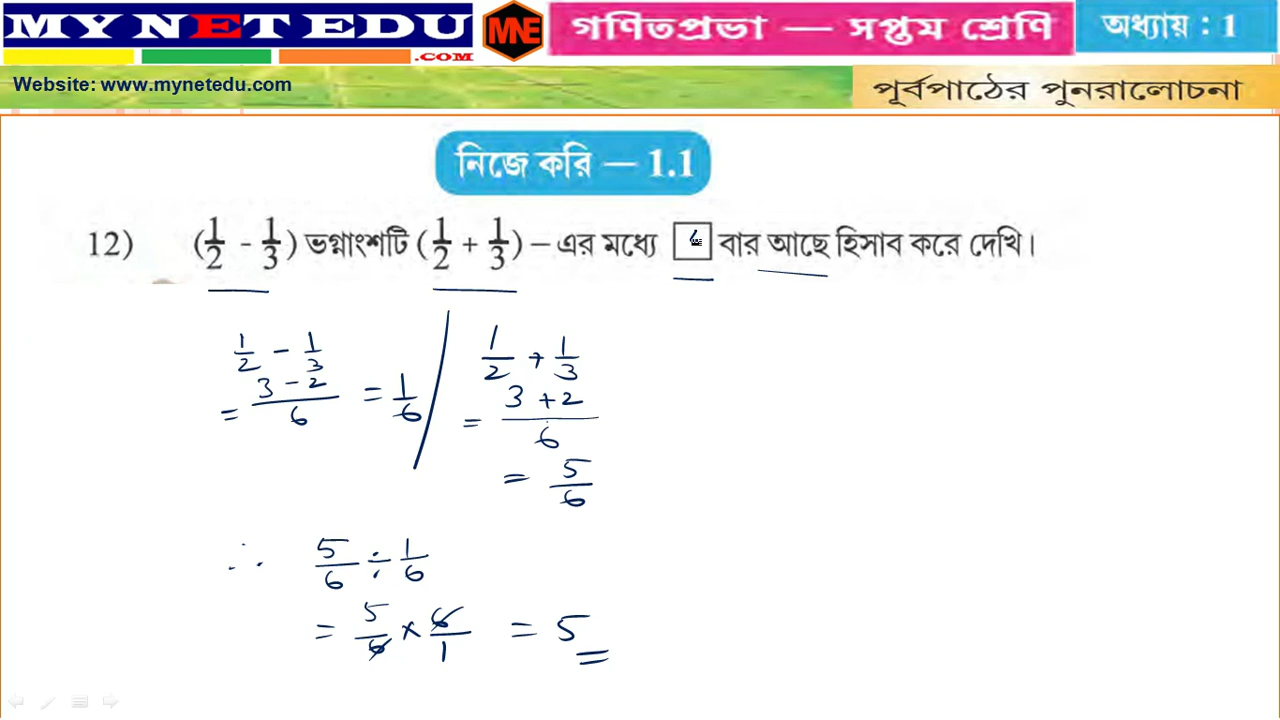 MYNETEDU
.COM
MNE
গণিতপ্রভা — সপ্তম শ্রেণি
অধ্যায় : 1
Website: www.mynetedu.com
পূর্বপাঠের পুনরালোচনা
নিজে করি — 1.1
12) (1/2 - 1/3) ভগ্নাংশটি (1/2 + 1/3) – এর মধ্যে বার আছে হিসাব করে দেখি।
1/2 - 1/3
= (3 - 2)/6 = 1/6
1/2 + 1/3
= (3 + 2)/6
= 5/6
∴ 5/6 ÷ 1/6
= 5/6 × 6/1 = 5